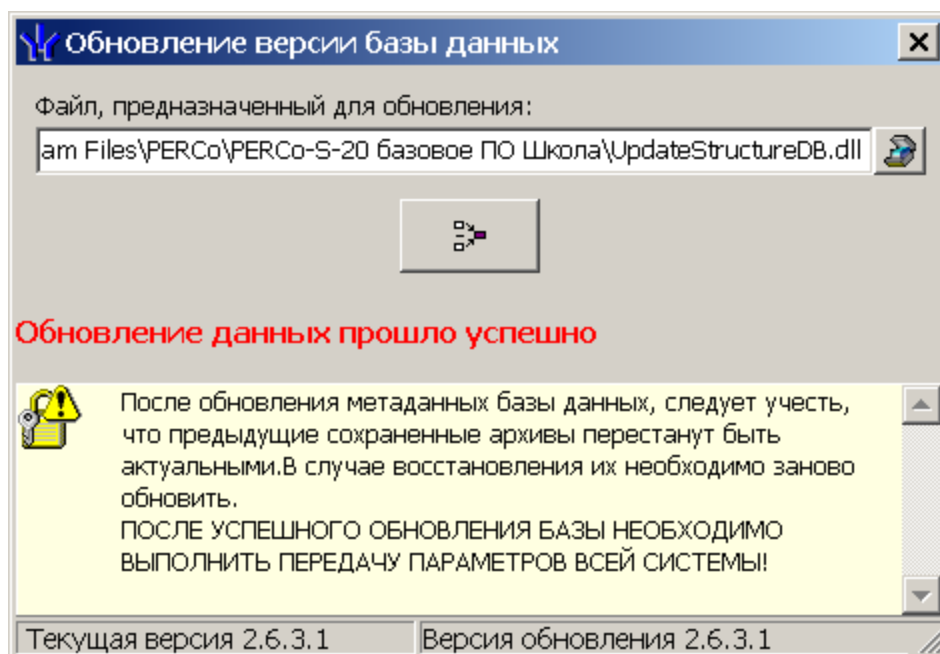 Обновление версии базы данных
Файл, предназначенный для обновления:
am Files\PERCo\PERCo-S-20 базовое ПО Школа\UpdateStructureDB.dll
Обновление данных прошло успешно
После обновления метаданных базы данных, следует учесть,
что предыдущие сохраненные архивы перестанут быть
актуальными.В случае восстановления их необходимо заново
обновить.
ПОСЛЕ УСПЕШНОГО ОБНОВЛЕНИЯ БАЗЫ НЕОБХОДИМО
ВЫПОЛНИТЬ ПЕРЕДАЧУ ПАРАМЕТРОВ ВСЕЙ СИСТЕМЫ!
Текущая версия 2.6.3.1
Версия обновления 2.6.3.1